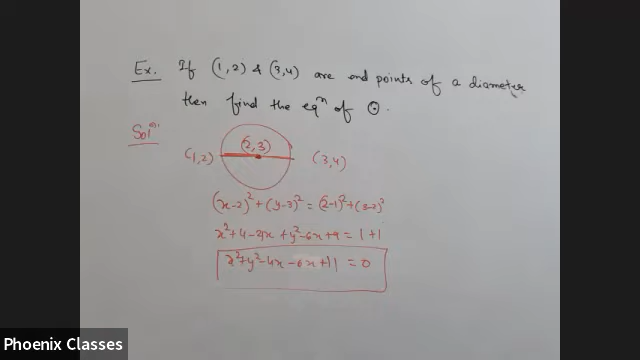 Ex. If (1,2) & (3,4) are end points of a diameter
then find the eqⁿ of ⊙.
Solⁿ:
(2,3)
(1,2) (3,4)
(x-2)² + (y-3)² = (2-1)² + (3-2)²
x² + 4 - 4x + y² - 6x + 9 = 1 + 1
x² + y² - 4x - 6x + 11 = 0
Phoenix Classes